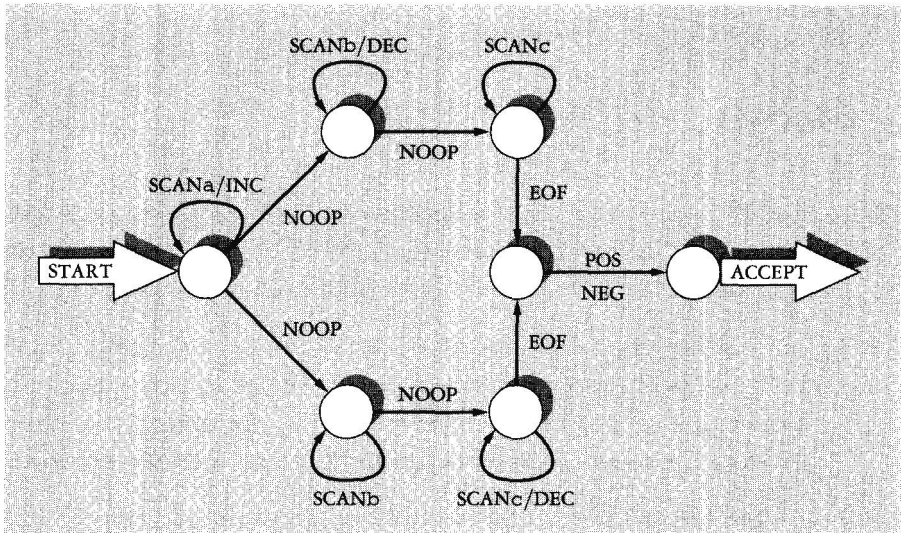 SCANb/DEC
SCANc
NOOP
SCANa/INC
EOF
NOOP
START
POS
NEG
ACCEPT
NOOP
EOF
NOOP
SCANb
SCANc/DEC